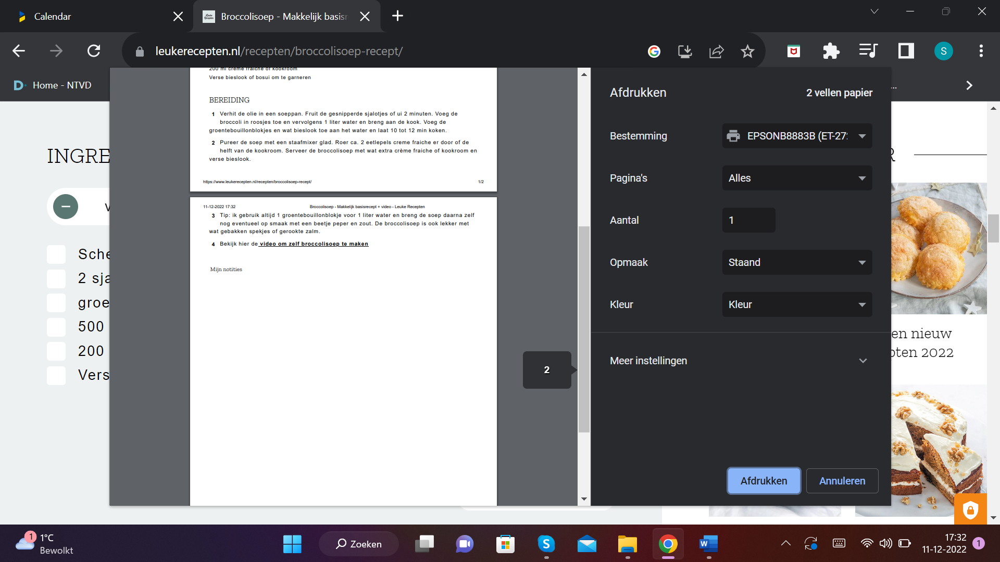 Calendar
Broccolisoep - Makkelijk basisr
leukerecepten.nl/recepten/broccolisoep-recept/
S
Home - NTVD
...
INGRE
V
Sche
2 sja
groe
500
200
Vers
200 ml crème fraîche of kookroom
Verse bieslook of bosui om te garneren
BEREIDING
1 Verhit de olie in een soeppan. Fruit de gesnipperde sjalotjes of ui 2 minuten. Voeg de
broccoli in roosjes toe en vervolgens 1 liter water en breng aan de kook. Voeg de
groentebouillonblokjes en wat bieslook toe aan het water en laat 10 tot 12 min koken.
2 Pureer de soep met een staafmixer glad. Roer ca. 2 eetlepels creme fraiche er door of de
helft van de kookroom. Serveer de broccolisoep met wat extra crème fraiche of kookroom en
verse bieslook.
https://www.leukerecepten.nl/recepten/broccolisoep-recept/ 1/2
11-12-2022 17:32 Broccolisoep - Makkelijk basisrecept + video - Leuke Recepten
3 Tip: ik gebruik altijd 1 groentebouillonblokje voor 1 liter water en breng de soep daarna zelf
nog eventueel op smaak met een beetje peper en zout. De broccolisoep is ook lekker met
wat gebakken spekjes of gerookte zalm.
4 Bekijk hier de video om zelf broccolisoep te maken
Mijn notities
2
Afdrukken 2 vellen papier
Bestemming EPSONB8883B (ET-27
Pagina's Alles
Aantal 1
Opmaak Staand
Kleur Kleur
Meer instellingen
Afdrukken Annuleren
R
en nieuw
pten 2022
1 1°C
Bewolkt
Zoeken
17:32
11-12-2022
1